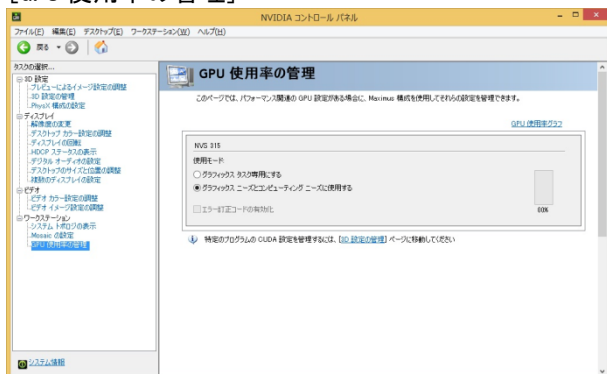 [GPU 使用率の管理]
NVIDIA コントロール パネル
ファイル(F) 編集(E) デスクトップ(T) ワークステーション(W) ヘルプ(H)
戻る
タスクの選択...
3D 設定
プレビューによるイメージ設定の調整
3D 設定の管理
PhysX 構成の設定
ディスプレイ
解像度の変更
デスクトップ カラー設定の調整
ディスプレイの回転
HDCP ステータスの表示
デジタル オーディオの設定
デスクトップのサイズと位置の調整
複数のディスプレイの設定
ビデオ
ビデオ カラー設定の調整
ビデオ イメージ設定の調整
ワークステーション
システム トポロジの表示
Mosaic の設定
GPU 使用率の管理
システム情報
GPU 使用率の管理
このページでは、パフォーマンス関連の GPU 設定がある場合に、Maximus 構成を使用してそれらの設定を管理できます。
GPU 使用率グラフ
NVS 315
使用モード:
グラフィックス タスク専用にする
グラフィックス ニーズとコンピューティング ニーズに使用する
エラー訂正コードの有効化
00%
特定のプログラムの CUDA 設定を管理するには、[3D 設定の管理] ページに移動してください